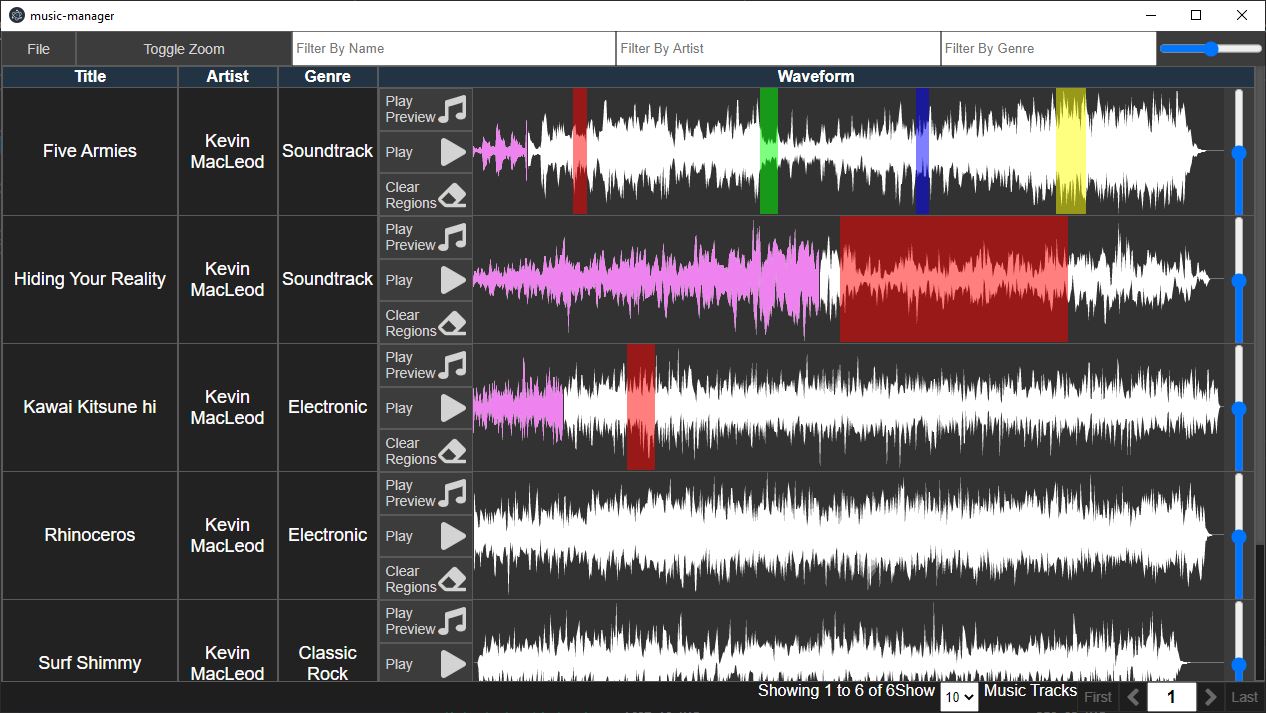 music-manager
File Toggle Zoom Filter By Name Filter By Artist Filter By Genre
Title Artist Genre Waveform
Five Armies
Kevin
MacLeod
Soundtrack
Play
Preview
Play
Clear
Regions
Hiding Your Reality
Kevin
MacLeod
Soundtrack
Play
Preview
Play
Clear
Regions
Kawai Kitsune hi
Kevin
MacLeod
Electronic
Play
Preview
Play
Clear
Regions
Rhinoceros
Kevin
MacLeod
Electronic
Play
Preview
Play
Clear
Regions
Surf Shimmy
Kevin
MacLeod
Classic
Rock
Play
Preview
Play
Showing 1 to 6 of 6Show 10 Music Tracks First 1 Last